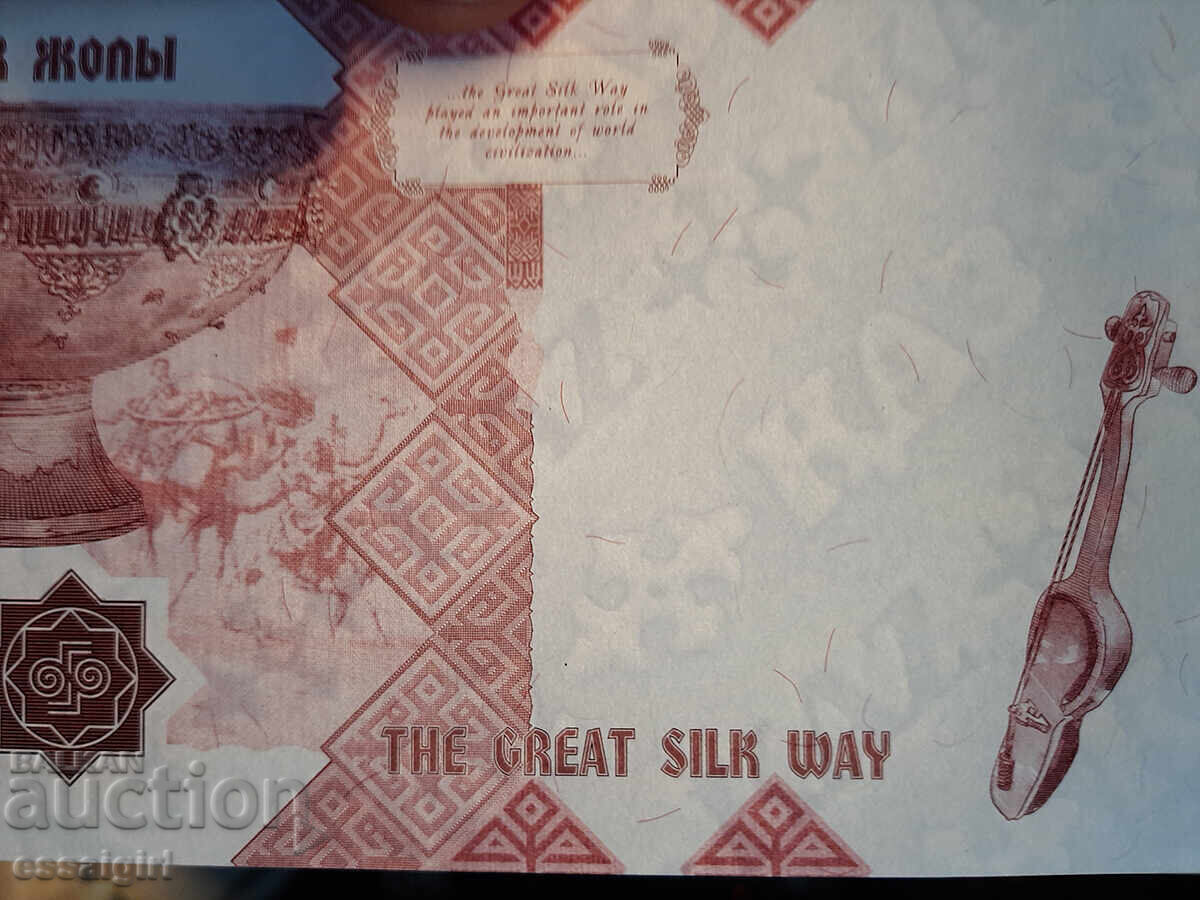 ЖОЛЫ
...the Great Silk Way
played an important role in
the development of world
civilization...
THE GREAT SILK WAY
BALKAN
auction
essaigirl